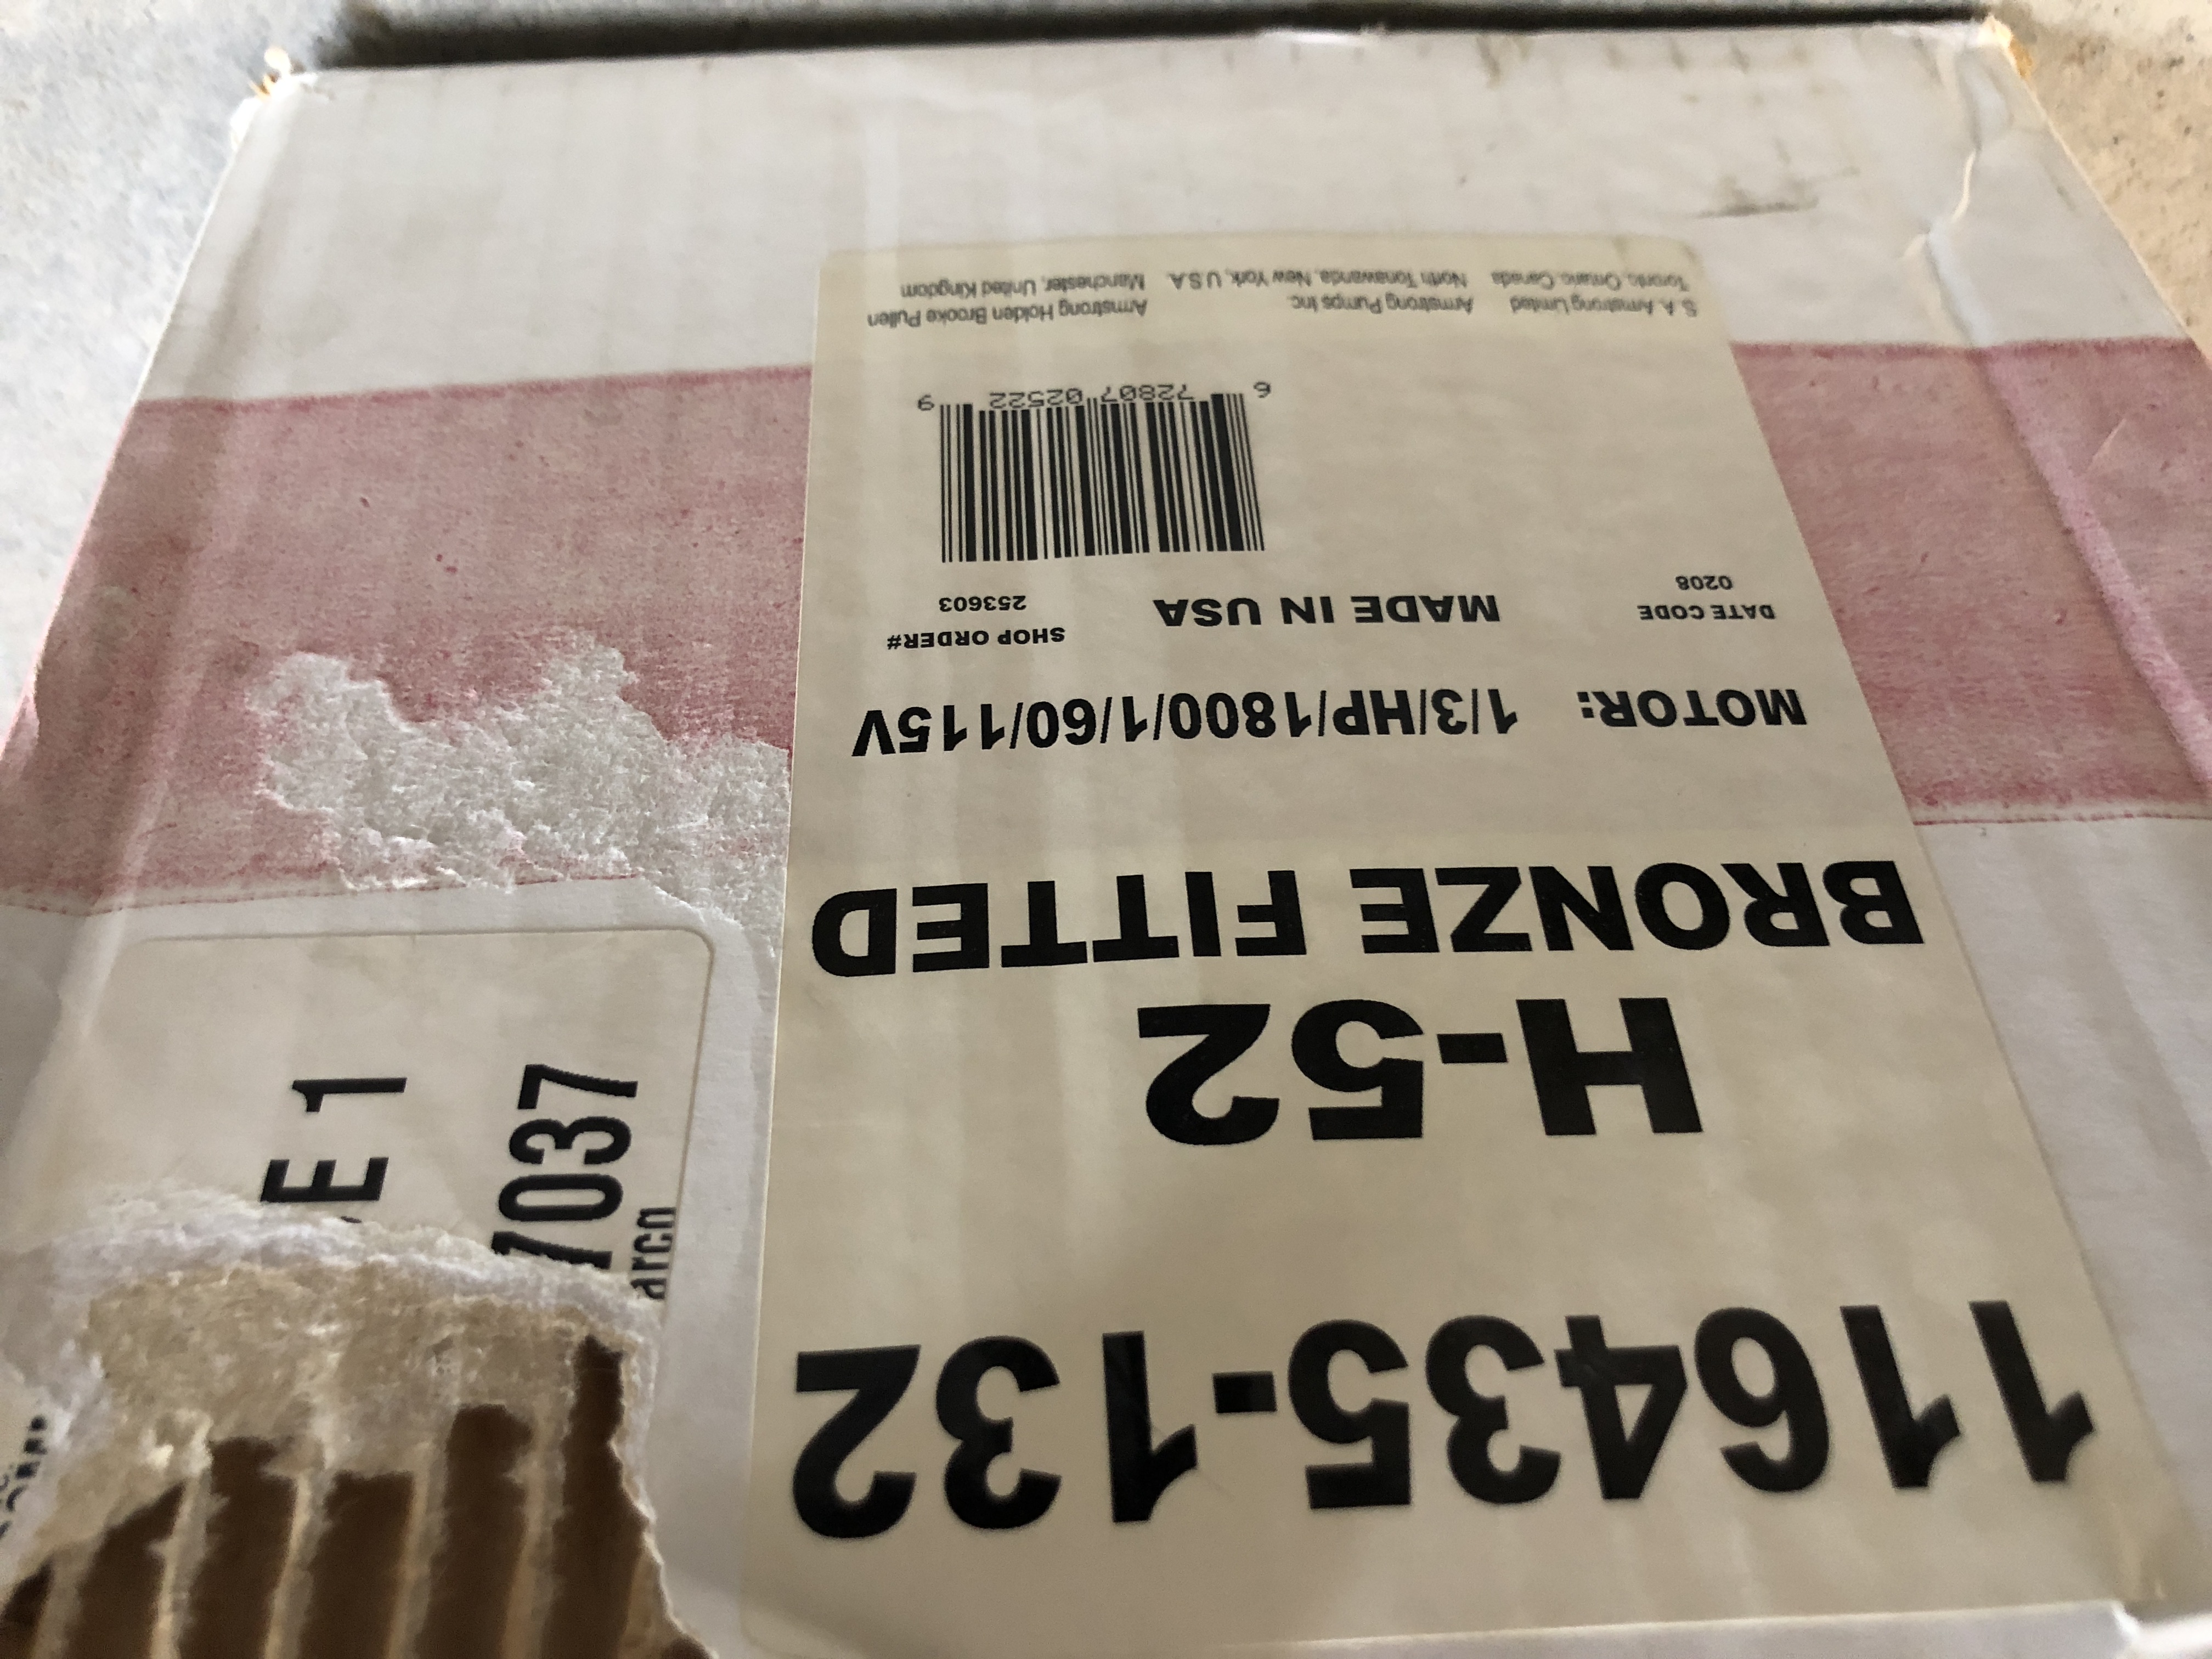 116435-132
H-52
BRONZE FITTED
MOTOR: 1/3/HP/1800/1/60/115V
DATE CODE
0208
MADE IN USA
SHOP ORDER#
253603
6 72807 02522 9
S. A. Armstrong Limited
Toronto, Ontario, Canada
Armstrong Pumps Inc.
North Tonawanda, New York, U.S.A.
Armstrong Holden Brooke Pullen
Manchester, United Kingdom
E 1
7037